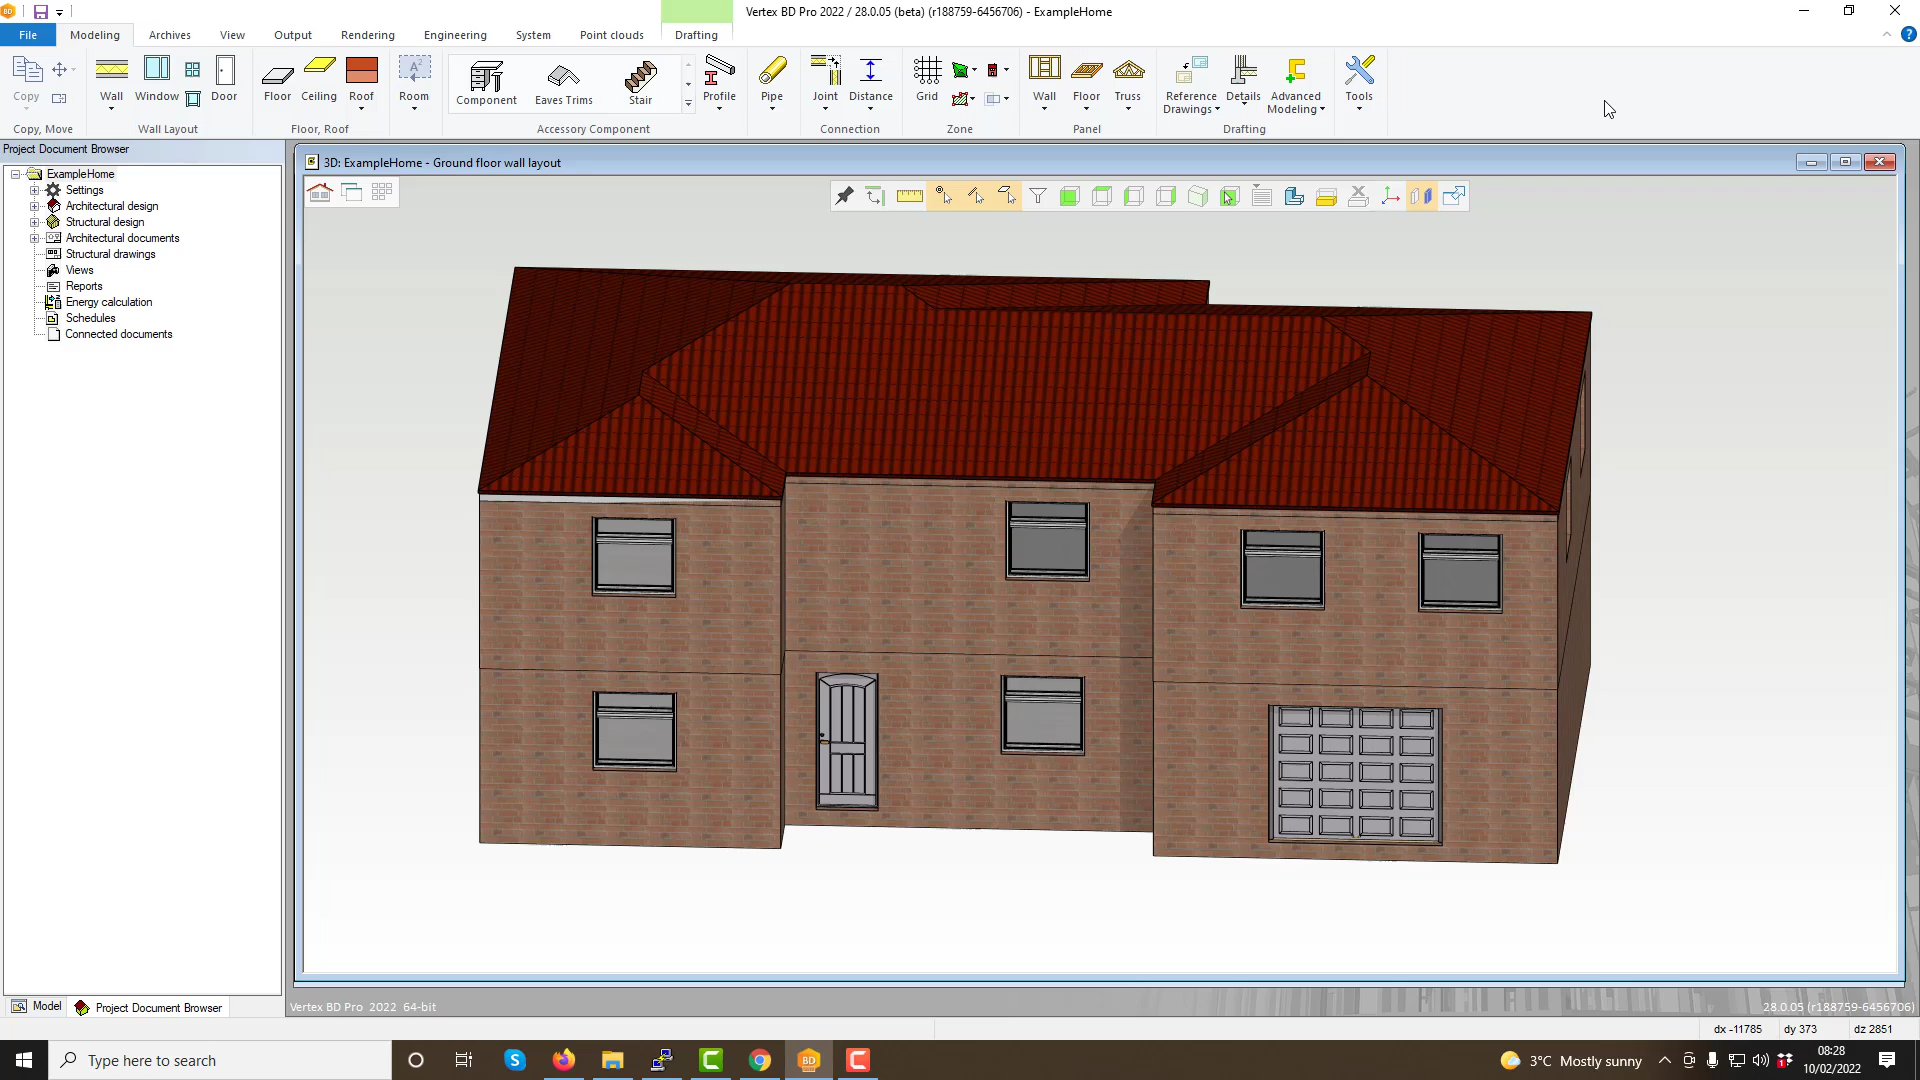 Vertex BD Pro 2022 / 28.0.05 (beta) (r188759-6456706) - ExampleHome
File Modeling Archives View Output Rendering Engineering System Point clouds Drafting
Copy Wall Window Door Floor Ceiling Roof Room Component Eaves Trims Stair Profile Pipe Joint Distance Grid Wall Floor Truss Reference Drawings Details Advanced Modeling Tools
Copy, Move Wall Layout Floor, Roof Accessory Component Connection Zone Panel Drafting
Project Document Browser
3D: ExampleHome - Ground floor wall layout
ExampleHome
Settings
Architectural design
Structural design
Architectural documents
Structural drawings
Views
Reports
Energy calculation
Schedules
Connected documents
Model Project Document Browser
Vertex BD Pro 2022 64-bit
28.0.05 (r188759-6456706)
dx -11785 dy 373 dz 2851
Type here to search
BD
3°C Mostly sunny
08:28
10/02/2022